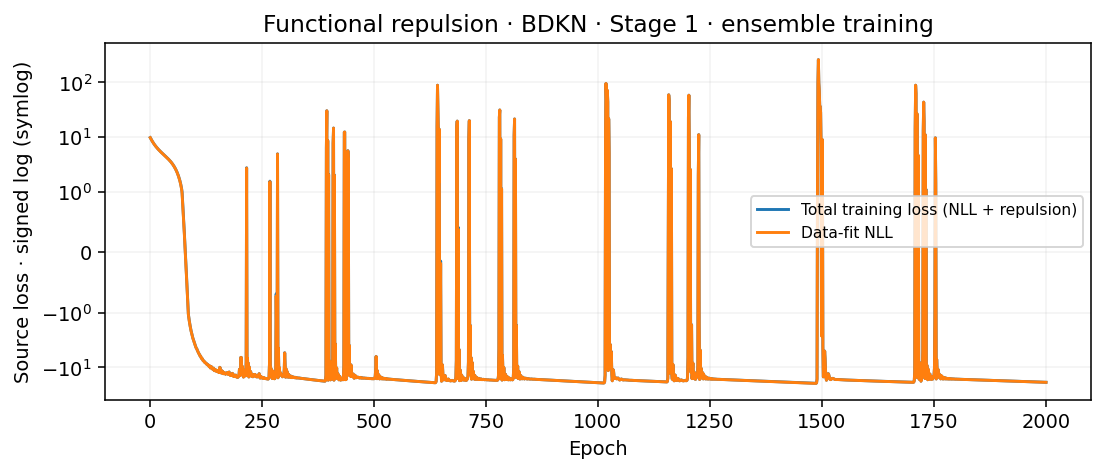 Functional repulsion · BDKN · Stage 1 · ensemble training
Source loss · signed log (symlog)
10²
10¹
10⁰
0
−10⁰
−10¹
Total training loss (NLL + repulsion)
Data-fit NLL
0 250 500 750 1000 1250 1500 1750 2000
Epoch